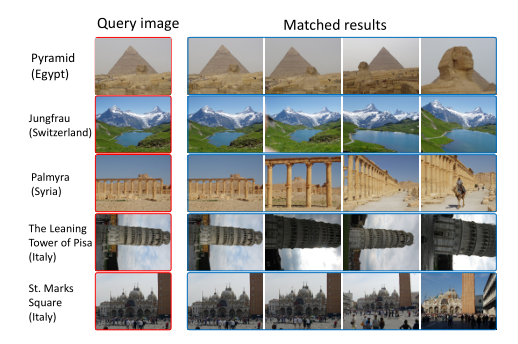 Query image
Matched results
Pyramid
(Egypt)
Jungfrau
(Switzerland)
Palmyra
(Syria)
The Leaning
Tower of Pisa
(Italy)
St. Marks
Square
(Italy)